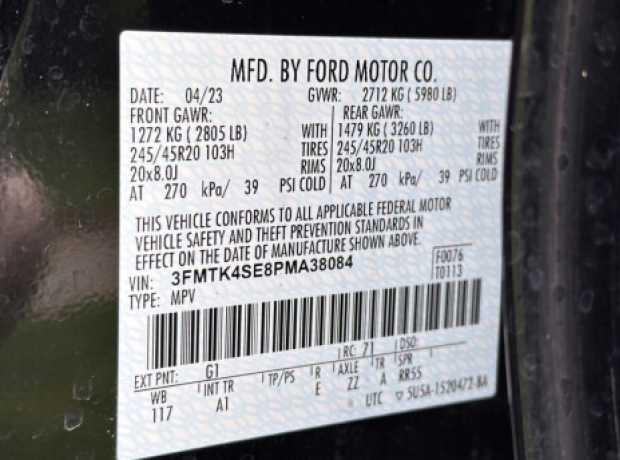 MFD. BY FORD MOTOR CO.
DATE: 04/23 GVWR: 2712 KG ( 5980 LB)
FRONT GAWR: REAR GAWR:
1272 KG ( 2805 LB) WITH 1479 KG ( 3260 LB) WITH
245/45R20 103H TIRES 245/45R20 103H TIRES
20x8.0J RIMS 20x8.0J RIMS
AT 270 kPa/ 39 PSI COLD AT 270 kPa/ 39 PSI COLD
THIS VEHICLE CONFORMS TO ALL APPLICABLE FEDERAL MOTOR
VEHICLE SAFETY AND THEFT PREVENTION STANDARDS IN
EFFECT ON THE DATE OF MANUFACTURE SHOWN ABOVE.
VIN: 3FMTK4SE8PMA38084 F0076
TYPE: MPV T0113
EXT PNT: G1 RC: 71 DSO:
WB INT TR TP/PS R AXLE TR SPR
117 A1 E ZZ A RR55
UTC 5U5A-1520472-BA